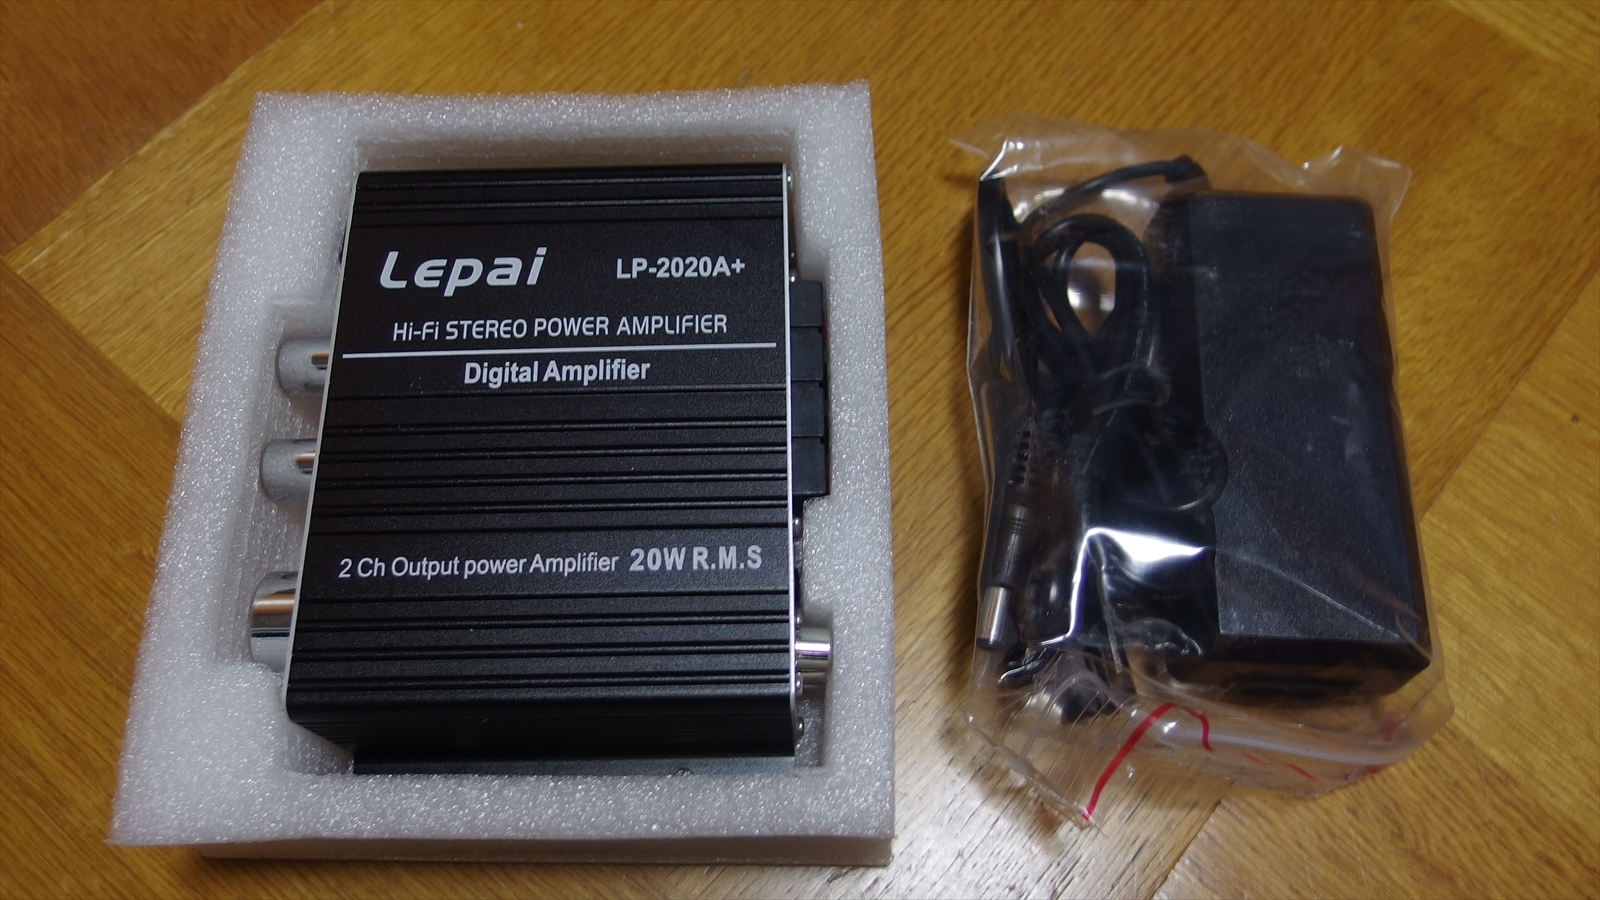 Lepai LP-2020A+
Hi-Fi STEREO POWER AMPLIFIER
Digital Amplifier
2 Ch Output power Amplifier 20W R.M.S